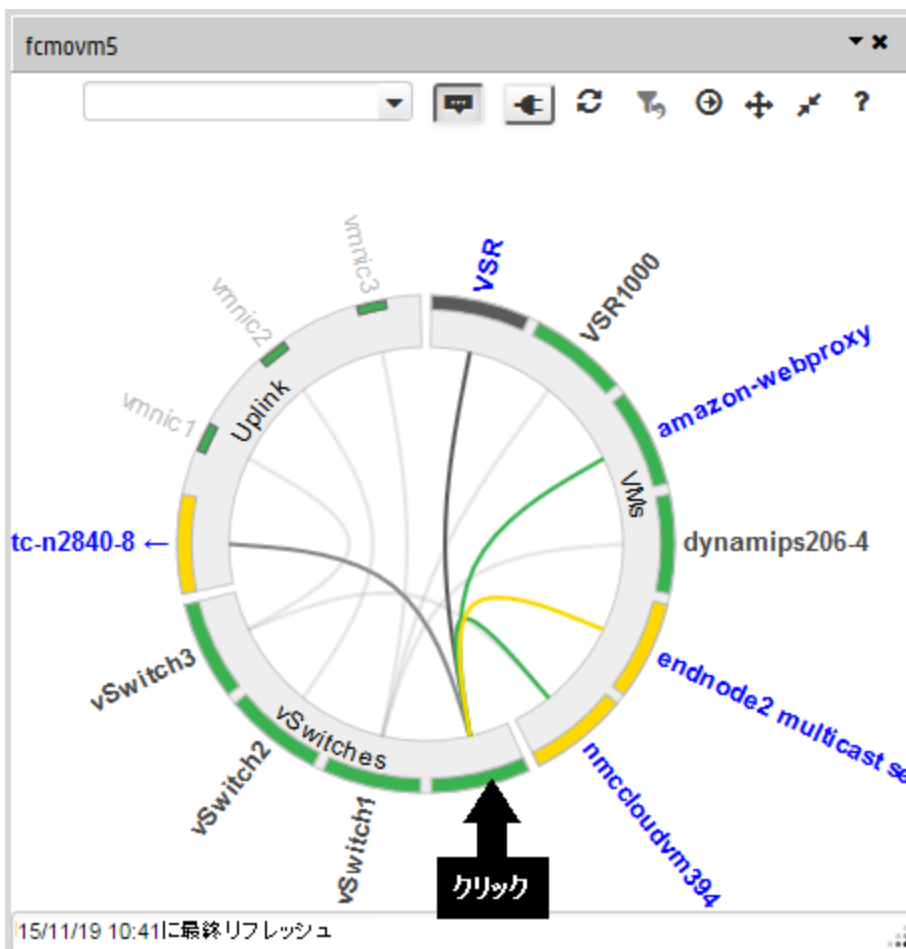 fcmovm5
?
vmnic3
VSR
VSR1000
vmnic2
amazon-webproxy
vmnic1
Uplink
VMs
tc-n2840-8 ←
dynamips206-4
vSwitch3
vSwitches
endnode2 multicast se
vSwitch2
vSwitch1
nmccloudvm394
クリック
15/11/19 10:41に最終リフレッシュ